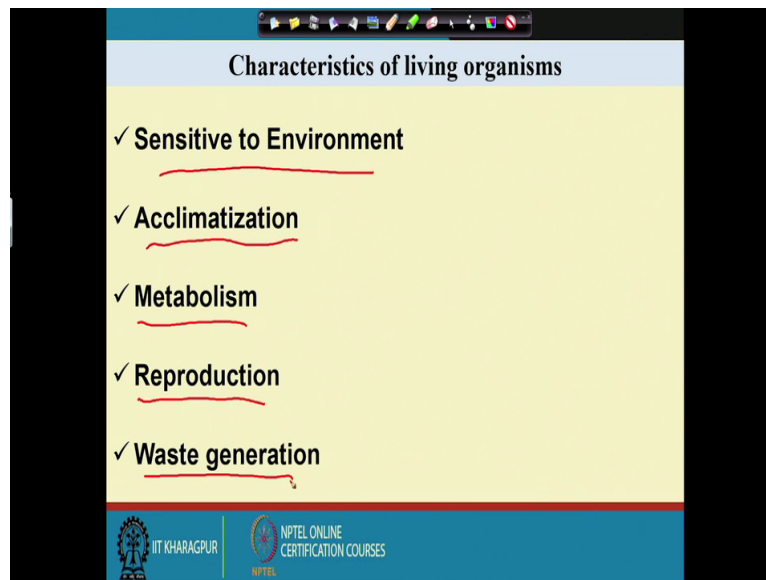 Characteristics of living organisms
✓ Sensitive to Environment
✓ Acclimatization
✓ Metabolism
✓ Reproduction
✓ Waste generation
IIT KHARAGPUR
NPTEL ONLINE
CERTIFICATION COURSES
NPTEL